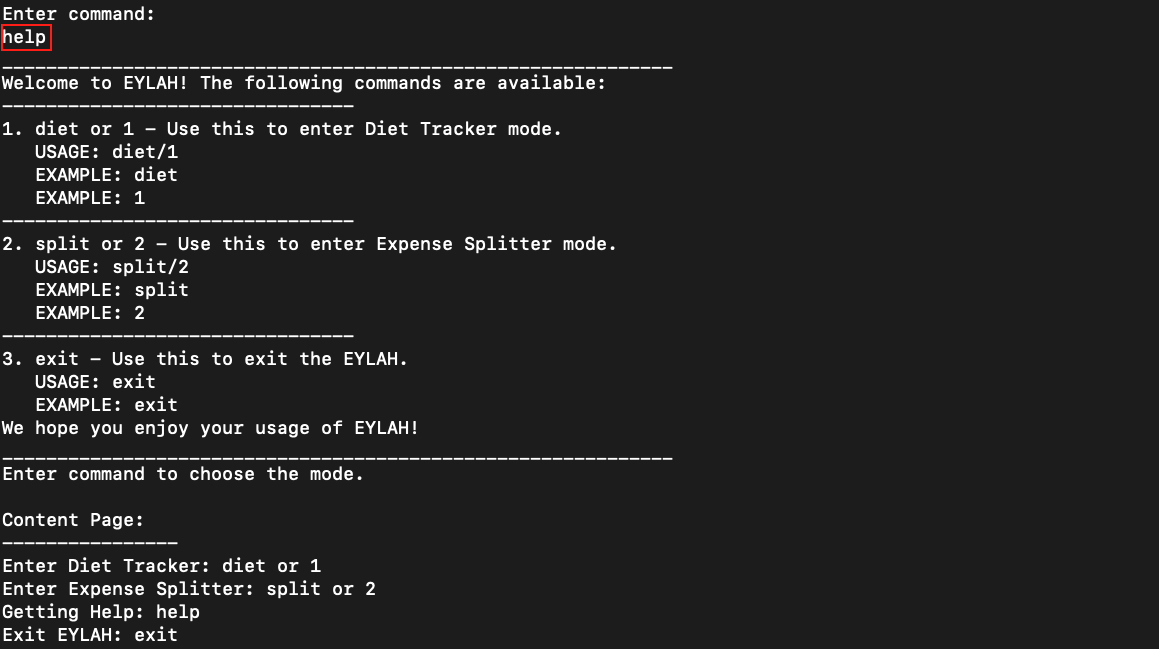 Enter command:
help
____________________________________________________________
Welcome to EYLAH! The following commands are available:
--------------------------------
1. diet or 1 - Use this to enter Diet Tracker mode.
   USAGE: diet/1
   EXAMPLE: diet
   EXAMPLE: 1
--------------------------------
2. split or 2 - Use this to enter Expense Splitter mode.
   USAGE: split/2
   EXAMPLE: split
   EXAMPLE: 2
--------------------------------
3. exit - Use this to exit the EYLAH.
   USAGE: exit
   EXAMPLE: exit
We hope you enjoy your usage of EYLAH!
____________________________________________________________
Enter command to choose the mode.

Content Page:
----------------
Enter Diet Tracker: diet or 1
Enter Expense Splitter: split or 2
Getting Help: help
Exit EYLAH: exit